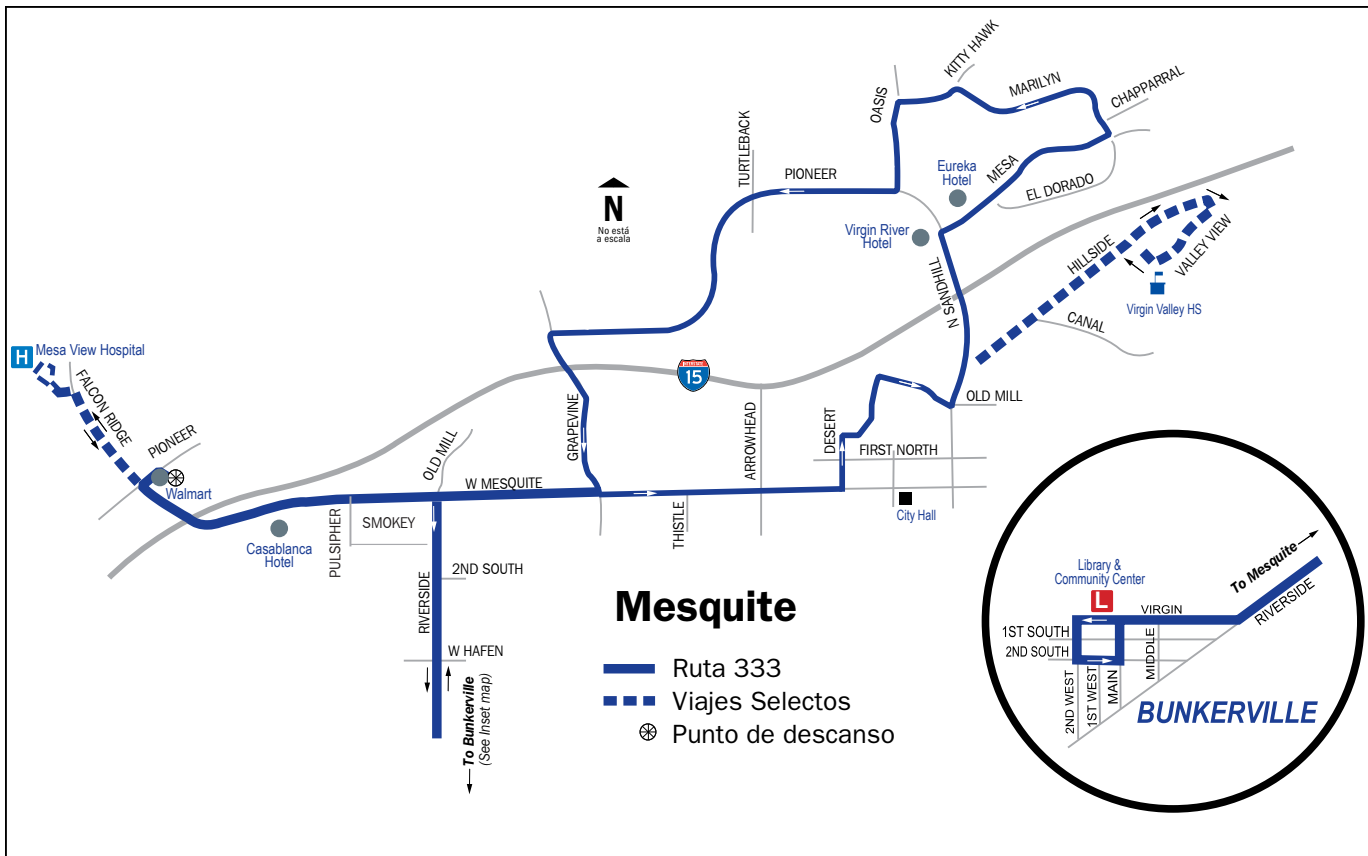 KITTY HAWK
MARILYN
CHAPPARRAL
OASIS
TURTLEBACK
PIONEER
Eureka
Hotel
MESA
EL DORADO
N
No está
a escala
Virgin River
Hotel
N SANDHILL
HILLSIDE
VALLEY VIEW
Virgin Valley HS
CANAL
H
Mesa View Hospital
FALCON RIDGE
PIONEER
Walmart
15
GRAPEVINE
ARROWHEAD
DESERT
OLD MILL
FIRST NORTH
City Hall
OLD MILL
W MESQUITE
THISTLE
Casablanca
Hotel
PULSIPHER
SMOKEY
RIVERSIDE
2ND SOUTH
W HAFEN
To Bunkerville
(See Inset map)
Mesquite
Ruta 333
Viajes Selectos
Punto de descanso
Library &
Community Center
L
To Mesquite
RIVERSIDE
VIRGIN
1ST SOUTH
2ND SOUTH
2ND WEST
1ST WEST
MAIN
MIDDLE
BUNKERVILLE